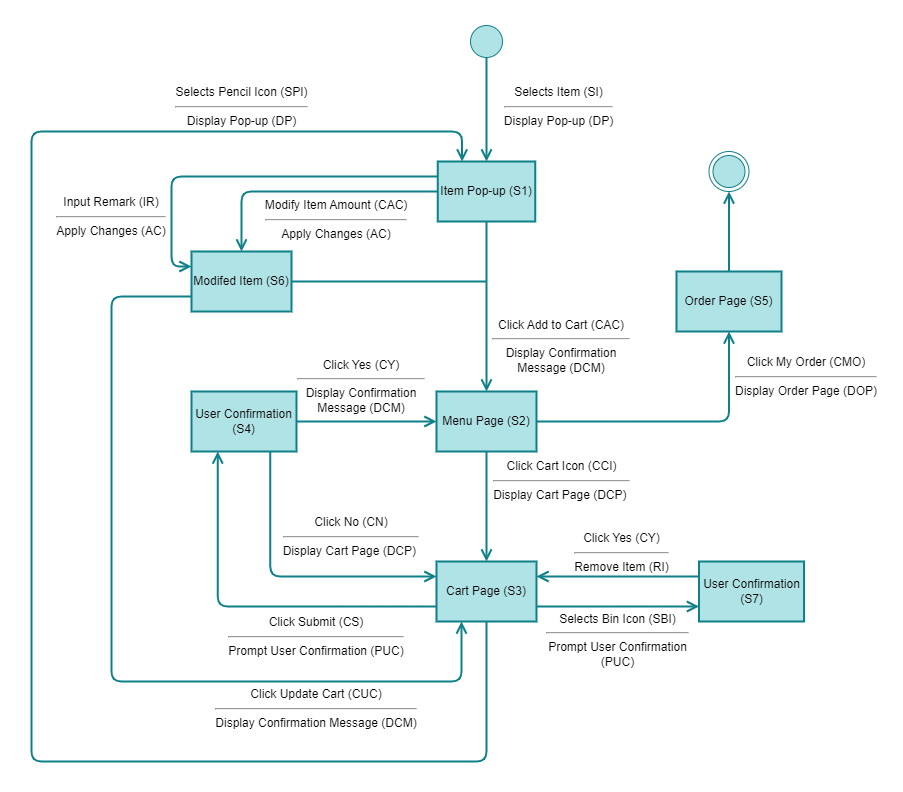 Selects Pencil Icon (SPI)
Display Pop-up (DP)
Selects Item (SI)
Display Pop-up (DP)
Item Pop-up (S1)
Input Remark (IR)
Apply Changes (AC)
Modify Item Amount (CAC)
Apply Changes (AC)
Modifed Item (S6)
Order Page (S5)
Click Add to Cart (CAC)
Display Confirmation
Message (DCM)
Click My Order (CMO)
Display Order Page (DOP)
Click Yes (CY)
Display Confirmation
Message (DCM)
User Confirmation
(S4)
Menu Page (S2)
Click Cart Icon (CCI)
Display Cart Page (DCP)
Click No (CN)
Display Cart Page (DCP)
Click Yes (CY)
Remove Item (RI)
Cart Page (S3)
User Confirmation
(S7)
Click Submit (CS)
Prompt User Confirmation (PUC)
Selects Bin Icon (SBI)
Prompt User Confirmation
(PUC)
Click Update Cart (CUC)
Display Confirmation Message (DCM)